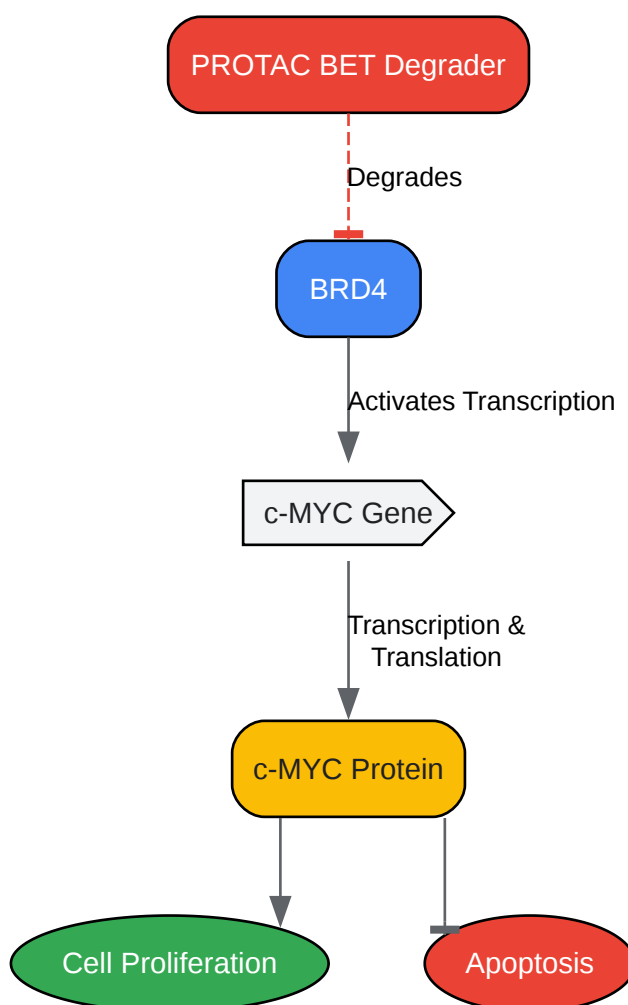 PROTAC BET Degrader
Degrades
BRD4
Activates Transcription
c-MYC Gene
Transcription &
Translation
c-MYC Protein
Cell Proliferation
Apoptosis